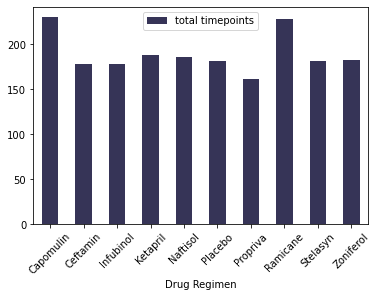 total timepoints
200
150
100
50
0
Capomulin
Ceftamin
Infubinol
Ketapril
Naftisol
Placebo
Propriva
Ramicane
Stelasyn
Zoniferol
Drug Regimen